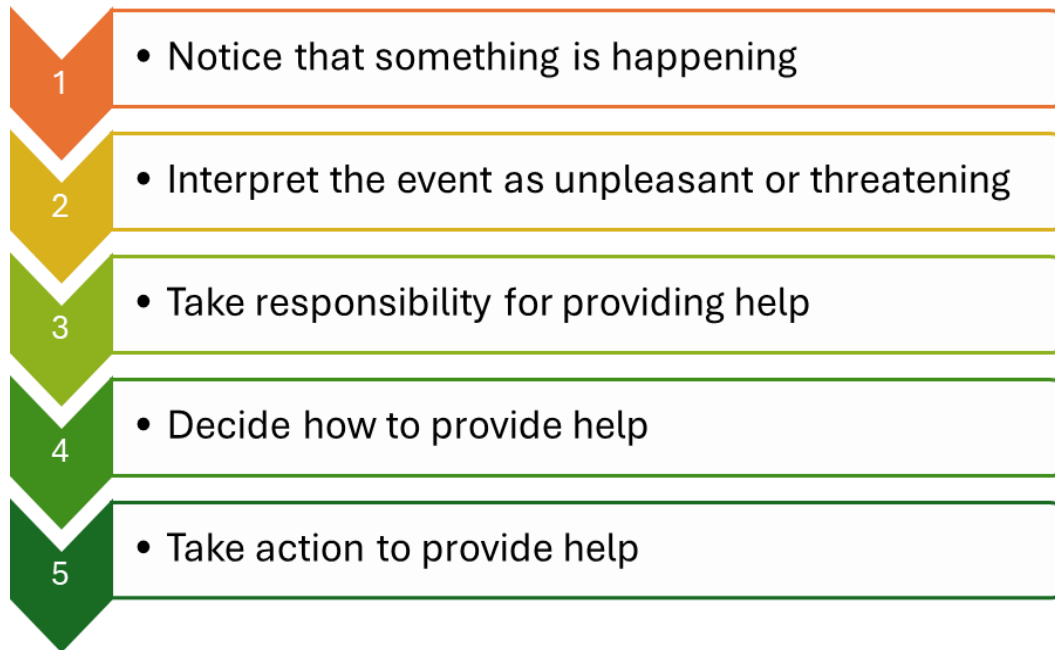 1
• Notice that something is happening
2
• Interpret the event as unpleasant or threatening
3
• Take responsibility for providing help
4
• Decide how to provide help
5
• Take action to provide help